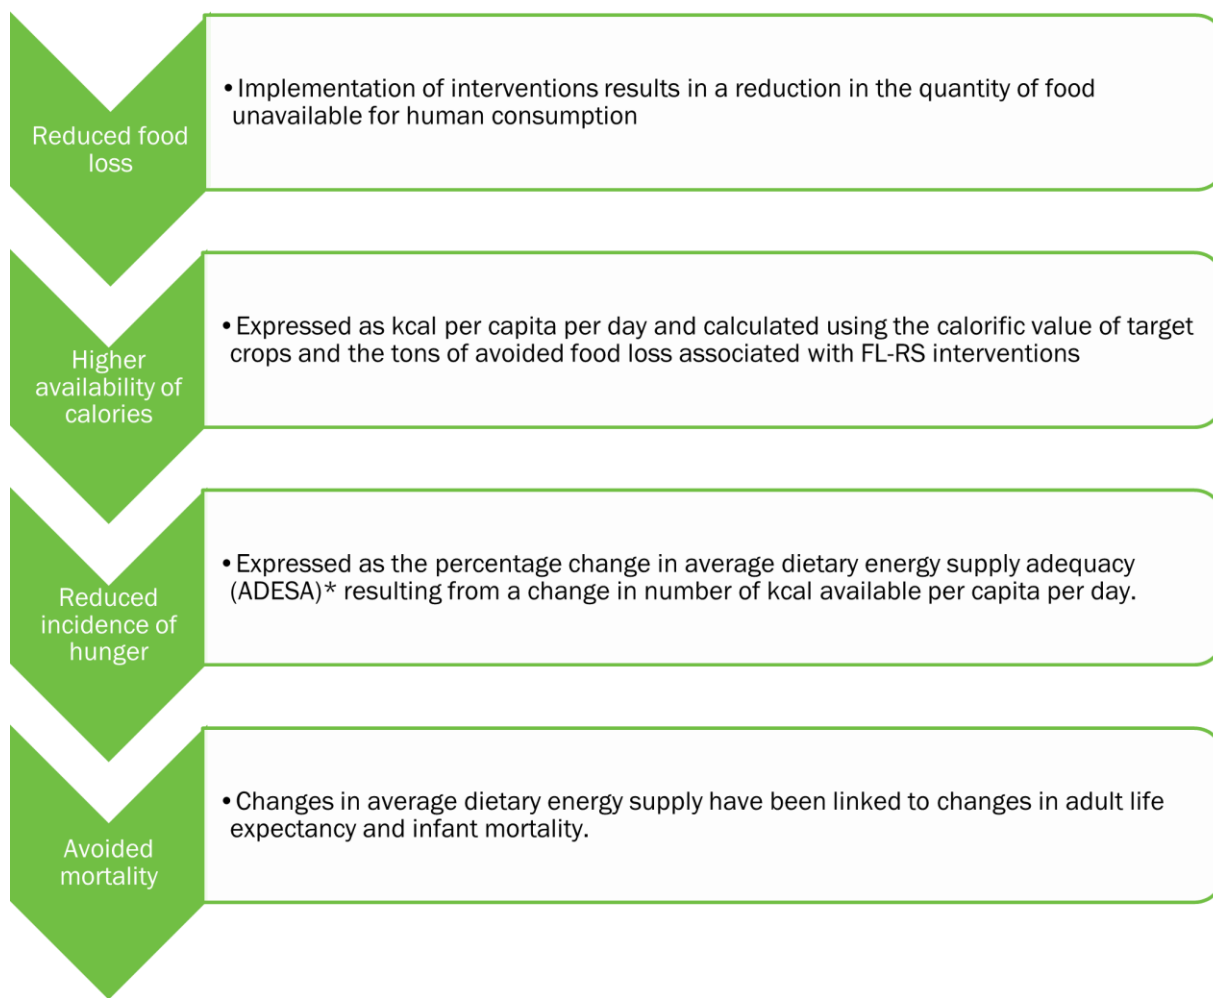 Reduced food
loss
•Implementation of interventions results in a reduction in the quantity of food
unavailable for human consumption
Higher
availability of
calories
•Expressed as kcal per capita per day and calculated using the calorific value of target
crops and the tons of avoided food loss associated with FL-RS interventions
Reduced
incidence of
hunger
•Expressed as the percentage change in average dietary energy supply adequacy
(ADESA)* resulting from a change in number of kcal available per capita per day.
Avoided
mortality
•Changes in average dietary energy supply have been linked to changes in adult life
expectancy and infant mortality.